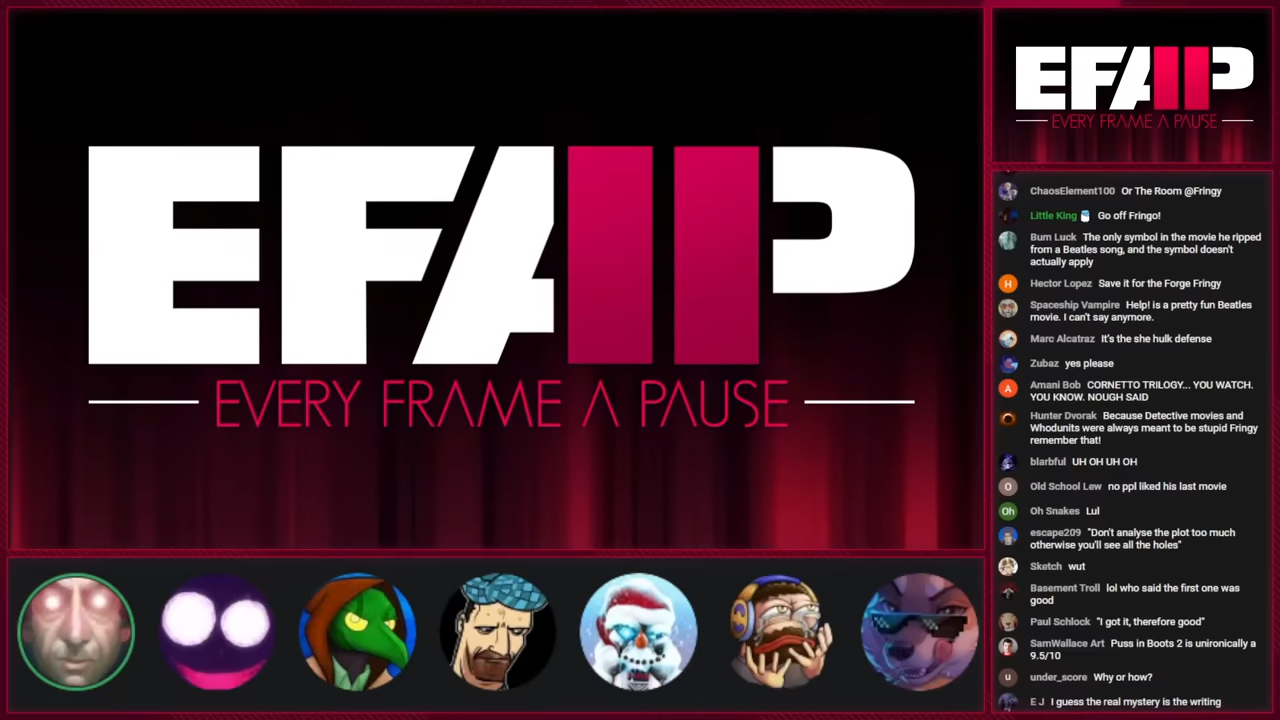 EFAP
EVERY FRAME A PAUSE
EFAP
EVERY FRAME A PAUSE
ChaosElement100 Or The Room @Fringy
Little King Go off Fringo!
Bum Luck The only symbol in the movie he ripped
from a Beatles song, and the symbol doesn't
actually apply
H
Hector Lopez Save it for the Forge Fringy
Spaceship Vampire Help! is a pretty fun Beatles
movie. I can't say anymore.
Marc Alcatraz It's the she hulk defense
Zubaz yes please
A
Amani Bob CORNETTO TRILOGY... YOU WATCH.
YOU KNOW. NOUGH SAID
Hunter Dvorak Because Detective movies and
Whodunits were always meant to be stupid Fringy
remember that!
blarbful UH OH UH OH
O
Old School Lew no ppl liked his last movie
Oh
Oh Snakes Lul
escape209 "Don't analyse the plot too much
otherwise you'll see all the holes"
Sketch wut
Basement Troll lol who said the first one was
good
Paul Schlock "I got it, therefore good"
SamWallace Art Puss in Boots 2 is unironically a
9.5/10
u
under_score Why or how?
E J I guess the real mystery is the writing